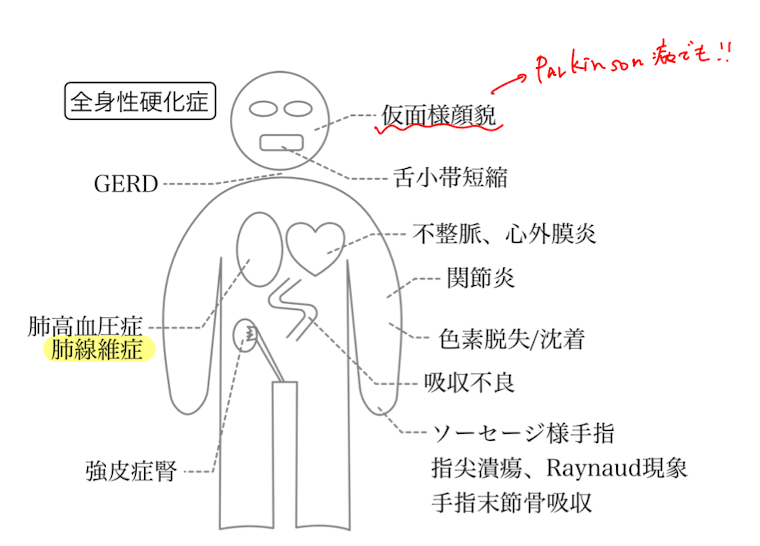 Parkinson病でも!!
全身性硬化症
仮面様顔貌
GERD
舌小帯短縮
不整脈、心外膜炎
関節炎
肺高血圧症
肺線維症
色素脱失/沈着
吸収不良
強皮症腎
ソーセージ様手指
指尖潰瘍、Raynaud現象
手指末節骨吸収